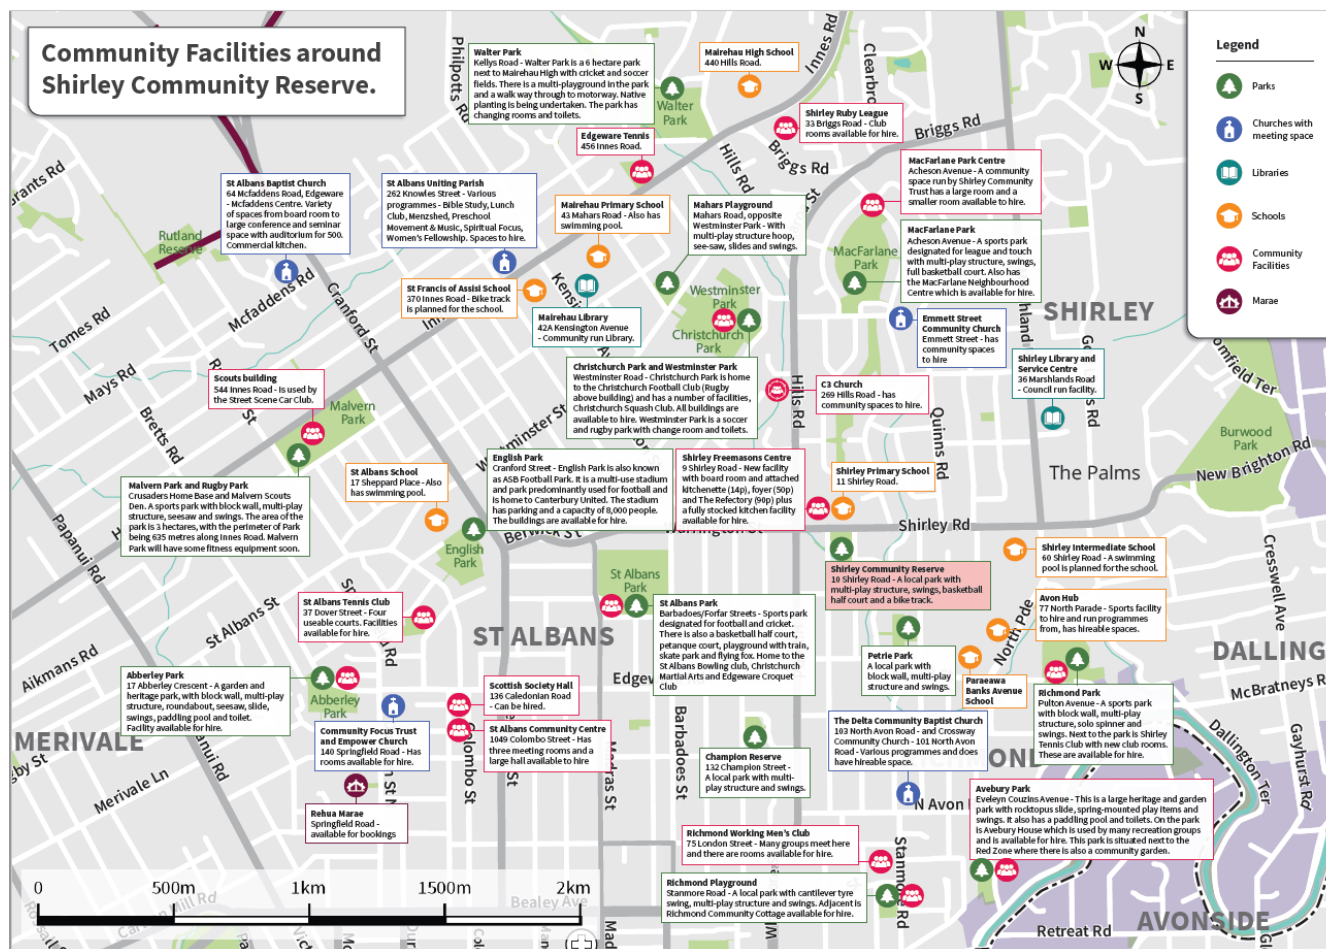 Community Facilities around
Shirley Community Reserve.
Legend
Parks
Churches with
meeting space
Libraries
Schools
Community
Facilities
Marae
N
W E
S
Walter Park
Kellys Road - Walter Park is a 6 hectare park
next to Mairehau High with cricket and soccer
fields. There is a multi-playground in the park
and a walk way through to motorway. Native
planting is being undertaken. The park has
changing rooms and toilets.
Mairehau High School
440 Hills Road.
Shirley Ruby League
33 Briggs Road - Club
rooms available for hire.
Edgeware Tennis
456 Innes Road.
MacFarlane Park Centre
Acheson Avenue - A community
space run by Shirley Community
Trust has a large room and a
smaller room available to hire.
St Albans Baptist Church
64 Mcfaddens Road, Edgeware
- Mcfaddens Centre. Variety
of spaces from board room to
large conference and seminar
space with auditorium for 500.
Commercial kitchen.
St Albans Uniting Parish
262 Knowles Street - Various
programmes - Bible Study, Lunch
Club, Menzshed, Preschool
Movement & Music, Spiritual Focus,
Women's Fellowship. Spaces to hire.
Mairehau Primary School
43 Mahars Road - Also has
swimming pool.
Mahars Playground
Mahars Road, opposite
Westminster Park - With
multi-play structure hoop,
see-saw, slides and swings.
MacFarlane Park
Acheson Avenue - A sports park
designated for league and touch
with multi-play structure, swings,
full basketball court. Also has
the MacFarlane Neighbourhood
Centre which is available for hire.
St Francis of Assisi School
370 Innes Road - Bike track
is planned for the school.
Mairehau Library
42A Kensington Avenue
- Community run Library.
Emmett Street
Community Church
Emmett Street - has
community spaces
to hire
Shirley Library and
Service Centre
36 Marshlands Road
- Council run facility.
Christchurch Park and Westminster Park
Westminster Road - Christchurch Park is home
to the Christchurch Football Club (Rugby
above building) and has a number of facilities,
Christchurch Squash Club. All buildings are
available to hire. Westminster Park is a soccer
and rugby park with change room and toilets.
C3 Church
269 Hills Road - has
community spaces to hire.
Scouts building
544 Innes Road - Is used by
the Street Scene Car Club.
Malvern Park and Rugby Park
Crusaders Home Base and Malvern Scouts
Den. A sports park with block wall, multi-play
structure, seesaw and swings. The area of the
park is 3 hectares, with the perimeter of Park
being 635 metres along Innes Road. Malvern
Park will have some fitness equipment soon.
St Albans School
17 Sheppard Place - Also
has swimming pool.
English Park
Cranford Street - English Park is also known
as ASB Football Park. It is a multi-use stadium
and park predominantly used for football and
is home to Canterbury United. The stadium
has parking and a capacity of 8,000 people.
The buildings are available for hire.
Shirley Freemasons Centre
9 Shirley Road - New facility
with board room and attached
kitchenette (14p), foyer (50p)
and The Refectory (90p) plus
a fully stocked kitchen facility
available for hire.
Shirley Primary School
11 Shirley Road.
Shirley Community Reserve
10 Shirley Road - A local park with
multi-play structure, swings, basketball
half court and a bike track.
Shirley Intermediate School
60 Shirley Road - A swimming
pool is planned for the school.
Avon Hub
77 North Parade - Sports facility
to hire and run programmes
from, has hireable spaces.
St Albans Tennis Club
37 Dover Street - Four
useable courts. Facilities
available for hire.
St Albans Park
Barbadoes/Forfar Streets - Sports park
designated for football and cricket.
There is also a basketball half court,
petanque court, playground with train,
skate park and flying fox. Home to the
St Albans Bowling club, Christchurch
Martial Arts and Edgeware Croquet
Club
Petrie Park
A local park with
block wall, multi-play
structure and swings.
Paraeawa
Banks Avenue
School
Richmond Park
Pulton Avenue - A sports park
with block wall, multi-play
structure, solo spinner and
swings. Next to the park is Shirley
Tennis Club with new club rooms.
These are available for hire.
Abberley Park
17 Abberley Crescent - A garden and
heritage park, with block wall, multi-play
structure, roundabout, seesaw, slide,
swings, paddling pool and toilet.
Facility available for hire.
Community Focus Trust
and Empower Church
140 Springfield Road - Has
rooms available for hire.
Scottish Society Hall
136 Caledonian Road
- Can be hired.
St Albans Community Centre
1049 Colombo Street - Has
three meeting rooms and a
large hall available to hire
The Delta Community Baptist Church
103 North Avon Road - and Crossway
Community Church - 101 North Avon
Road - Various programmes and does
have hireable space.
Champion Reserve
132 Champion Street -
A local park with multi-
play structure and swings.
Rehua Marae
Springfield Road -
available for bookings
Avebury Park
Eveleyn Couzins Avenue - This is a large heritage and garden
park with rocktopus slide, spring-mounted play items and
swings. It also has a paddling pool and toilets. On the park
is Avebury House which is used by many recreation groups
and is available for hire. This park is situated next to the
Red Zone where there is also a community garden.
Richmond Working Men's Club
75 London Street - Many groups meet here
and there are rooms available for hire.
Richmond Playground
Stanmore Road - A local park with cantilever tyre
swing, multi-play structure and swings. Adjacent is
Richmond Community Cottage available for hire.
Philpotts Rd
Innes Rd
Briggs Rd
Briggs Rd
Hills Rd
Hills Rd
Walter
Park
Rutland
Reserve
Mcfaddens Rd
Cranford St
Tomes Rd
Mays Rd
Bretts Rd
Malvern
Park
Papanui Rd
Westminster
Park
Christchurch
Park
MacFarlane
Park
SHIRLEY
Quinns Rd
The Palms
Burwood
Park
New Brighton Rd
Shirley Rd
Berwick St
English
Park
St Albans
Park
St Albans St
ST ALBANS
Aikmans Rd
MERIVALE
Merivale Ln
Abberley
Park
Colombo St
Madras St
Barbadoes St
North Pde
Cresswell Ave
DALLING
McBratneys R
Dallington
Ter
Gayhurst Rd
Retreat Rd
AVONSIDE
Bealey Ave
0 500m 1km 1500m 2km